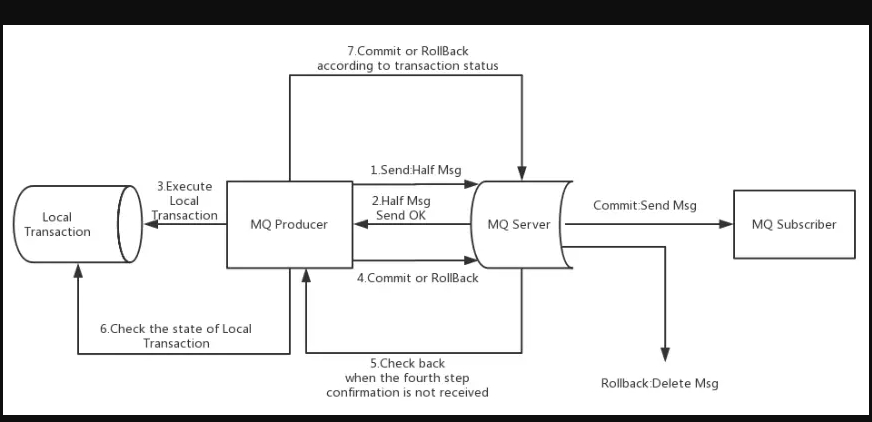 7.Commit or RollBack
according to transaction status
1.Send:Half Msg
3.Execute
Local
Transaction
2.Half Msg
Send OK
Local
Transaction
MQ Producer
MQ Server
Commit:Send Msg
MQ Subscriber
4.Commit or RollBack
6.Check the state of Local
Transaction
5.Check back
when the fourth step
confirmation is not received
Rollback:Delete Msg